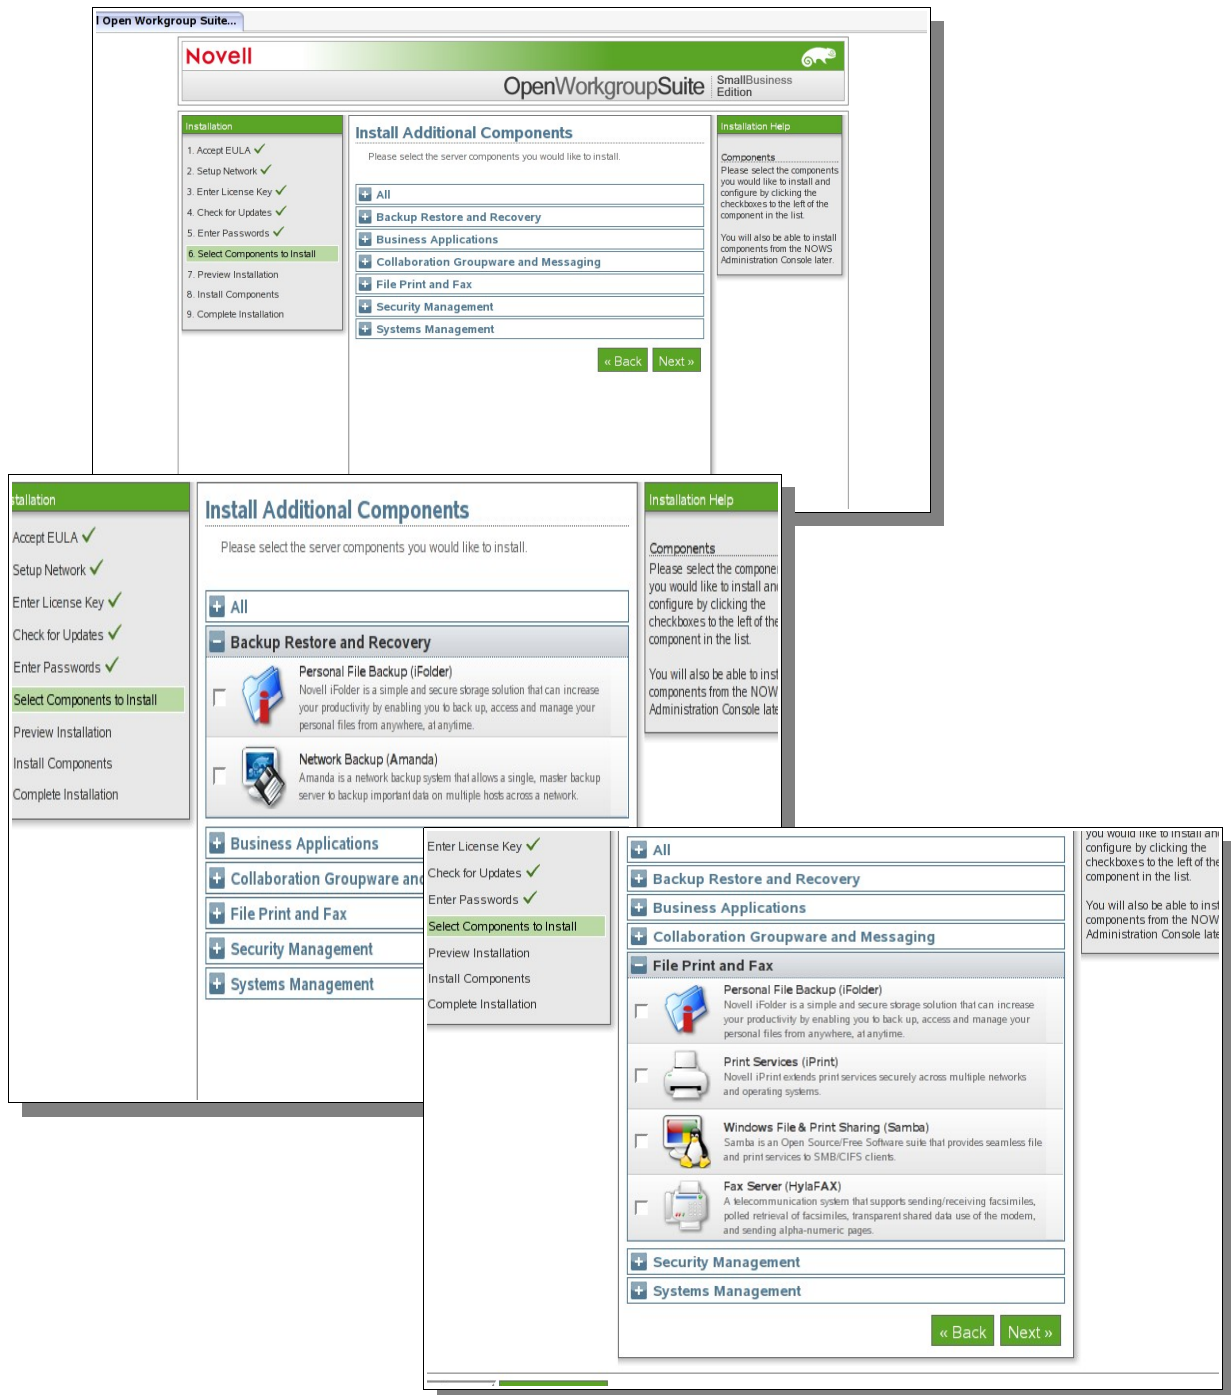 l Open Workgroup Suite...
Novell
OpenWorkgroupSuite
SmallBusiness
Edition
Installation
1. Accept EULA
2. Setup Network
3. Enter License Key
4. Check for Updates
5. Enter Passwords
6. Select Components to Install
7. Preview Installation
8. Install Components
9. Complete Installation
Install Additional Components
Please select the server components you would like to install.
All
Backup Restore and Recovery
Business Applications
Collaboration Groupware and Messaging
File Print and Fax
Security Management
Systems Management
« Back
Next »
Installation Help
Components
Please select the components
you would like to install and
configure by clicking the
checkboxes to the left of the
component in the list.
You will also be able to install
components from the NOWS
Administration Console later.
stallation
Accept EULA
Setup Network
Enter License Key
Check for Updates
Enter Passwords
Select Components to Install
Preview Installation
Install Components
Complete Installation
Install Additional Components
Please select the server components you would like to install.
All
Backup Restore and Recovery
Personal File Backup (iFolder)
Novell iFolder is a simple and secure storage solution that can increase
your productivity by enabling you to back up, access and manage your
personal files from anywhere, at anytime.
Network Backup (Amanda)
Amanda is a network backup system that allows a single, master backup
server to backup important data on multiple hosts across a network.
Business Applications
Collaboration Groupware and
File Print and Fax
Security Management
Systems Management
Installation Help
Components
Please select the compone
you would like to install an
configure by clicking the
checkboxes to the left of the
component in the list.
You will also be able to inst
components from the NOW
Administration Console late
Enter License Key
Check for Updates
Enter Passwords
Select Components to Install
Preview Installation
Install Components
Complete Installation
All
Backup Restore and Recovery
Business Applications
Collaboration Groupware and Messaging
File Print and Fax
Personal File Backup (iFolder)
Novell iFolder is a simple and secure storage solution that can increase
your productivity by enabling you to back up, access and manage your
personal files from anywhere, at anytime.
Print Services (iPrint)
Novell iPrint extends print services securely across multiple networks
and operating systems.
Windows File & Print Sharing (Samba)
Samba is an Open Source/Free Software suite that provides seamless file
and print services to SMB/CIFS clients.
Fax Server (HylaFAX)
A telecommunication system that supports sending/receiving facsimiles,
polled retrieval of facsimiles, transparent shared data use of the modem,
and sending alpha-numeric pages.
Security Management
Systems Management
« Back
Next »
you would like to install an
configure by clicking the
checkboxes to the left of the
component in the list.
You will also be able to inst
components from the NOW
Administration Console late